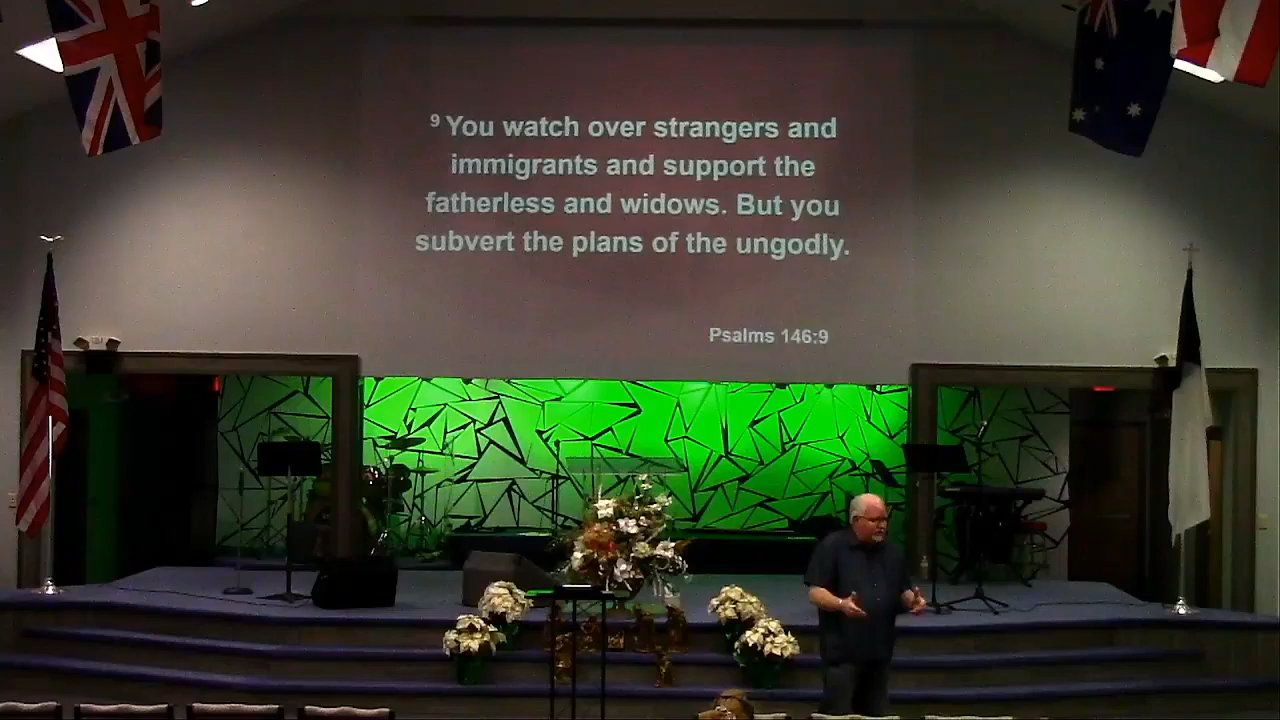 9 You watch over strangers and
immigrants and support the
fatherless and widows. But you
subvert the plans of the ungodly.
Psalms 146:9